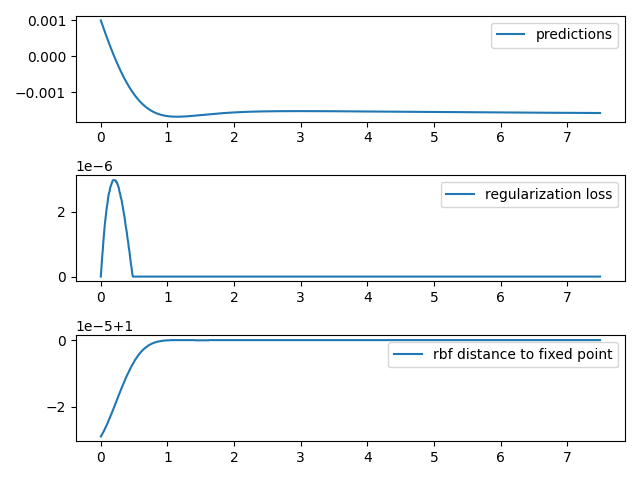 0.001
0.000
−0.001
predictions
0 1 2 3 4 5 6 7
1e−6
2
0
regularization loss
0 1 2 3 4 5 6 7
1e−5+1
0
−2
rbf distance to fixed point
0 1 2 3 4 5 6 7